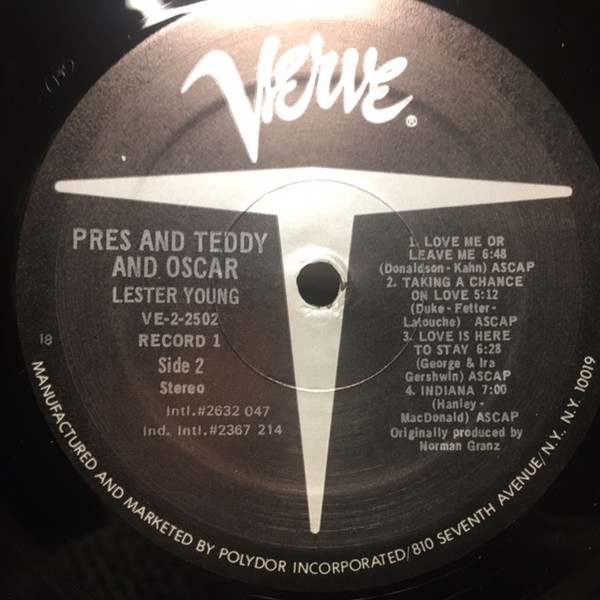 Verve®
PRES AND TEDDY
AND OSCAR
LESTER YOUNG
VE-2-2502
RECORD 1
Side 2
Stereo
Intl.#2632 047
Ind. Intl.#2367 214
18
1. LOVE ME OR
LEAVE ME 6:48
(Donaldson - Kahn) ASCAP
2. TAKING A CHANCE
ON LOVE 5:12
(Duke - Fetter -
Latouche) ASCAP
3. LOVE IS HERE
TO STAY 6:28
(George & Ira
Gershwin) ASCAP
4. INDIANA 7:00
(Hanley -
MacDonald) ASCAP
Originally produced by
Norman Granz
MANUFACTURED AND MARKETED BY POLYDOR INCORPORATED/810 SEVENTH AVENUE/N.Y., N.Y. 10019